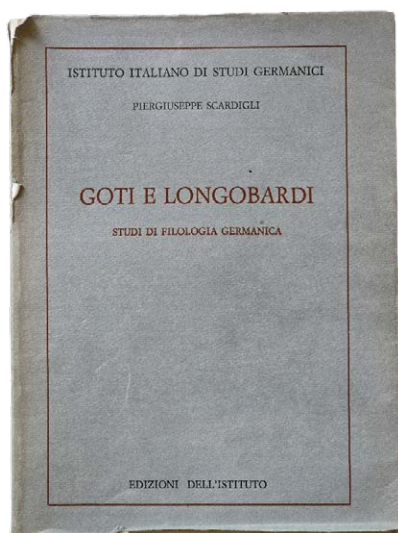 ISTITUTO ITALIANO DI STUDI GERMANICI
PIERGIUSEPPE SCARDIGLI
GOTI E LONGOBARDI
STUDI DI FILOLOGIA GERMANICA
EDIZIONI DELL'ISTITUTO